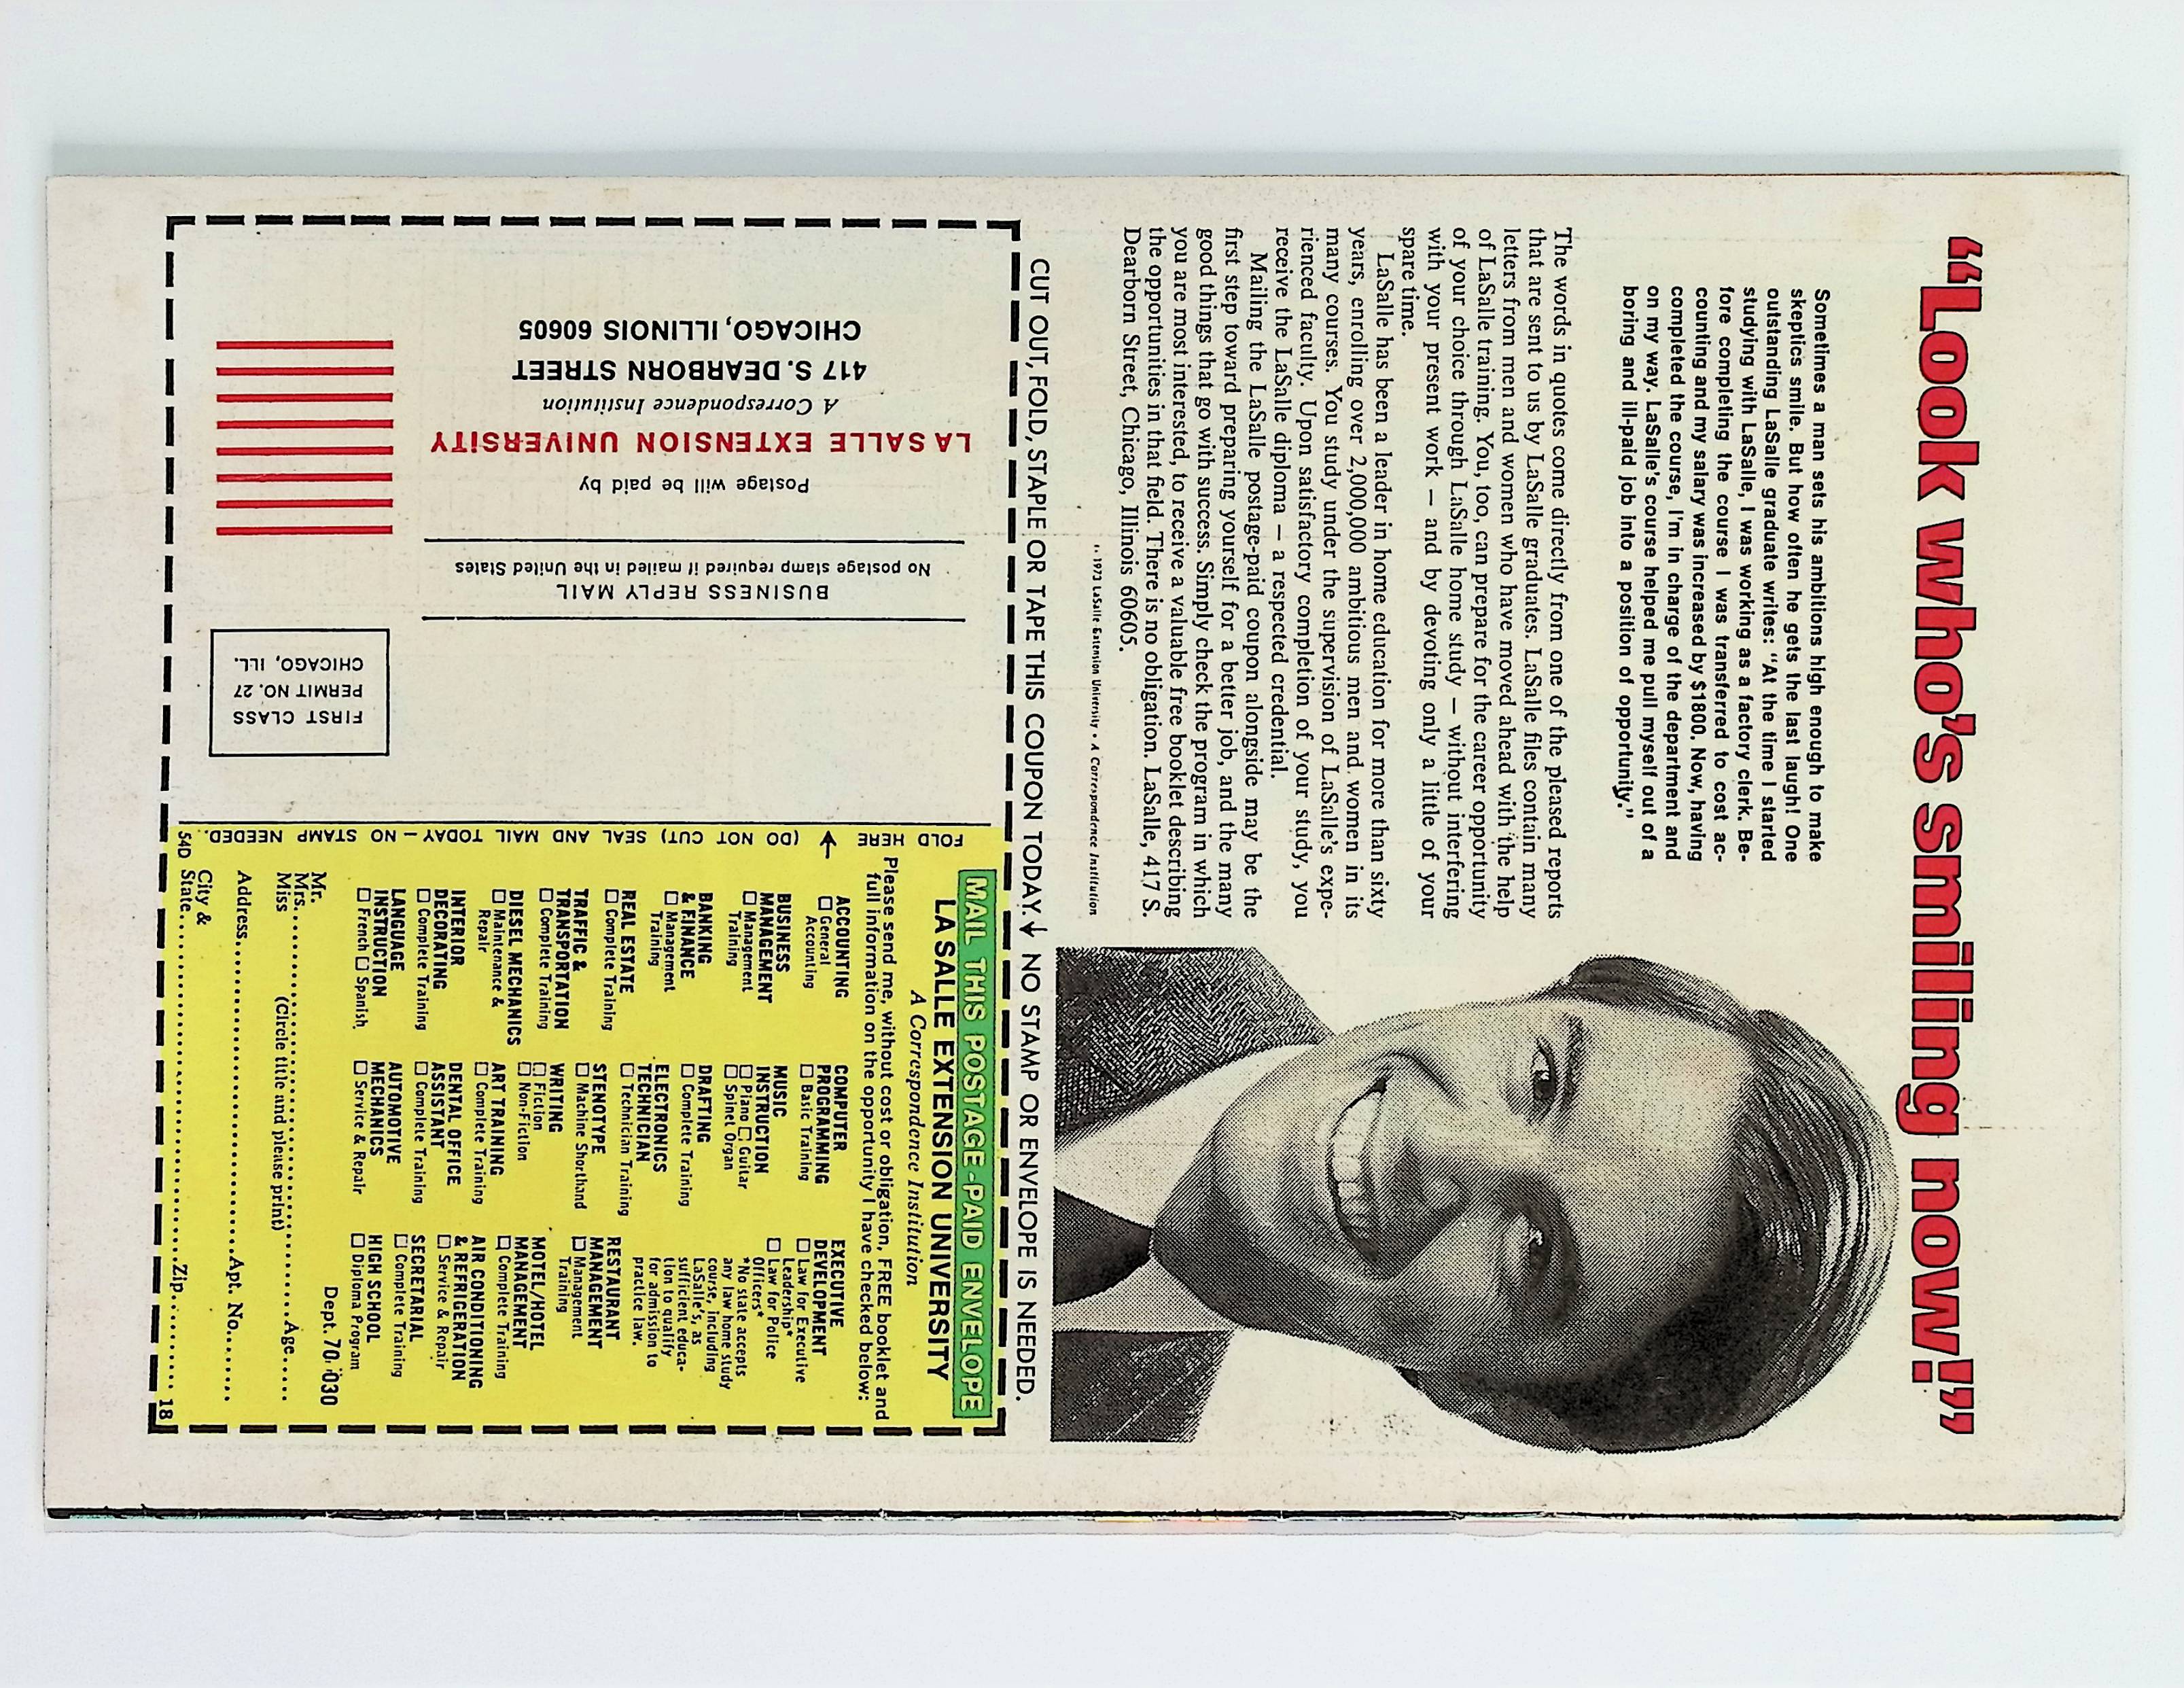 “Look who's smiling now!”
Sometimes a man sets his ambitions high enough to make
skeptics smile. But how often he gets the last laugh! One
outstanding LaSalle graduate writes: “At the time I started
studying with LaSalle, I was working as a factory clerk. Be-
fore completing the course I was transferred to cost ac-
counting and my salary was increased by $1800. Now, having
completed the course, I'm in charge of the department and
on my way. LaSalle's course helped me pull myself out of a
boring and ill-paid job into a position of opportunity.”
The words in quotes come directly from one of the pleased reports
that are sent to us by LaSalle graduates. LaSalle files contain many
letters from men and women who have moved ahead with the help
of LaSalle training. You, too, can prepare for the career opportunity
of your choice through LaSalle home study — without interfering
with your present work — and by devoting only a little of your
spare time.
LaSalle has been a leader in home education for more than sixty
years, enrolling over 2,000,000 ambitious men and women in its
many courses. You study under the supervision of LaSalle's expe-
rienced faculty. Upon satisfactory completion of your study, you
receive the LaSalle diploma — a respected credential.
Mailing the LaSalle postage-paid coupon alongside may be the
first step toward preparing yourself for a better job, and the many
good things that go with success. Simply check the program in which
you are most interested, to receive a valuable free booklet describing
the opportunities in that field. There is no obligation. LaSalle, 417 S.
Dearborn Street, Chicago, Illinois 60605.
1973 LaSalle Extension University • A Correspondence Institution
CUT OUT, FOLD, STAPLE OR TAPE THIS COUPON TODAY.↓ NO STAMP OR ENVELOPE IS NEEDED.
FIRST CLASS
PERMIT NO. 27
CHICAGO, ILL.
BUSINESS REPLY MAIL
No postage stamp required if mailed in the United States
Postage will be paid by
LA SALLE EXTENSION UNIVERSITY
A Correspondence Institution
417 S. DEARBORN STREET
CHICAGO, ILLINOIS 60605
FOLD HERE ↑ (DO NOT CUT) SEAL AND MAIL TODAY — NO STAMP NEEDED.
MAIL THIS POSTAGE-PAID ENVELOPE
LA SALLE EXTENSION UNIVERSITY
A Correspondence Institution
Please send me, without cost or obligation, FREE booklet and
full information on the opportunity I have checked below:
ACCOUNTING
☐ General
Accounting
BUSINESS
MANAGEMENT
☐ Management
Training
BANKING
& FINANCE
☐ Management
Training
REAL ESTATE
☐ Complete Training
TRAFFIC &
TRANSPORTATION
☐ Complete Training
DIESEL MECHANICS
☐ Maintenance &
Repair
INTERIOR
DECORATING
☐ Complete Training
LANGUAGE
INSTRUCTION
☐ French ☐ Spanish
COMPUTER
PROGRAMMING
☐ Basic Training
MUSIC
INSTRUCTION
☐ Piano ☐ Guitar
☐ Spinet Organ
DRAFTING
☐ Complete Training
ELECTRONICS
TECHNICIAN
☐ Technician Training
STENOTYPE
☐ Machine Shorthand
WRITING
☐ Fiction
☐ Non-Fiction
ART TRAINING
☐ Complete Training
DENTAL OFFICE
ASSISTANT
☐ Complete Training
AUTOMOTIVE
MECHANICS
☐ Service & Repair
EXECUTIVE
DEVELOPMENT
☐ Law for Executive
Leadership*
☐ Law for Police
Officers*
*No state accepts
any law home study
course, including
LaSalle's, as
sufficient educa-
tion to qualify
for admission to
practice law.
RESTAURANT
MANAGEMENT
☐ Management
Training
MOTEL/HOTEL
MANAGEMENT
☐ Complete Training
AIR CONDITIONING
& REFRIGERATION
☐ Service & Repair
SECRETARIAL
☐ Complete Training
HIGH SCHOOL
☐ Diploma Program
Dept. 70-030
Mr.
Mrs. Age
Miss (Circle title and please print)
Address Apt. No.
City &
State Zip
54D 18